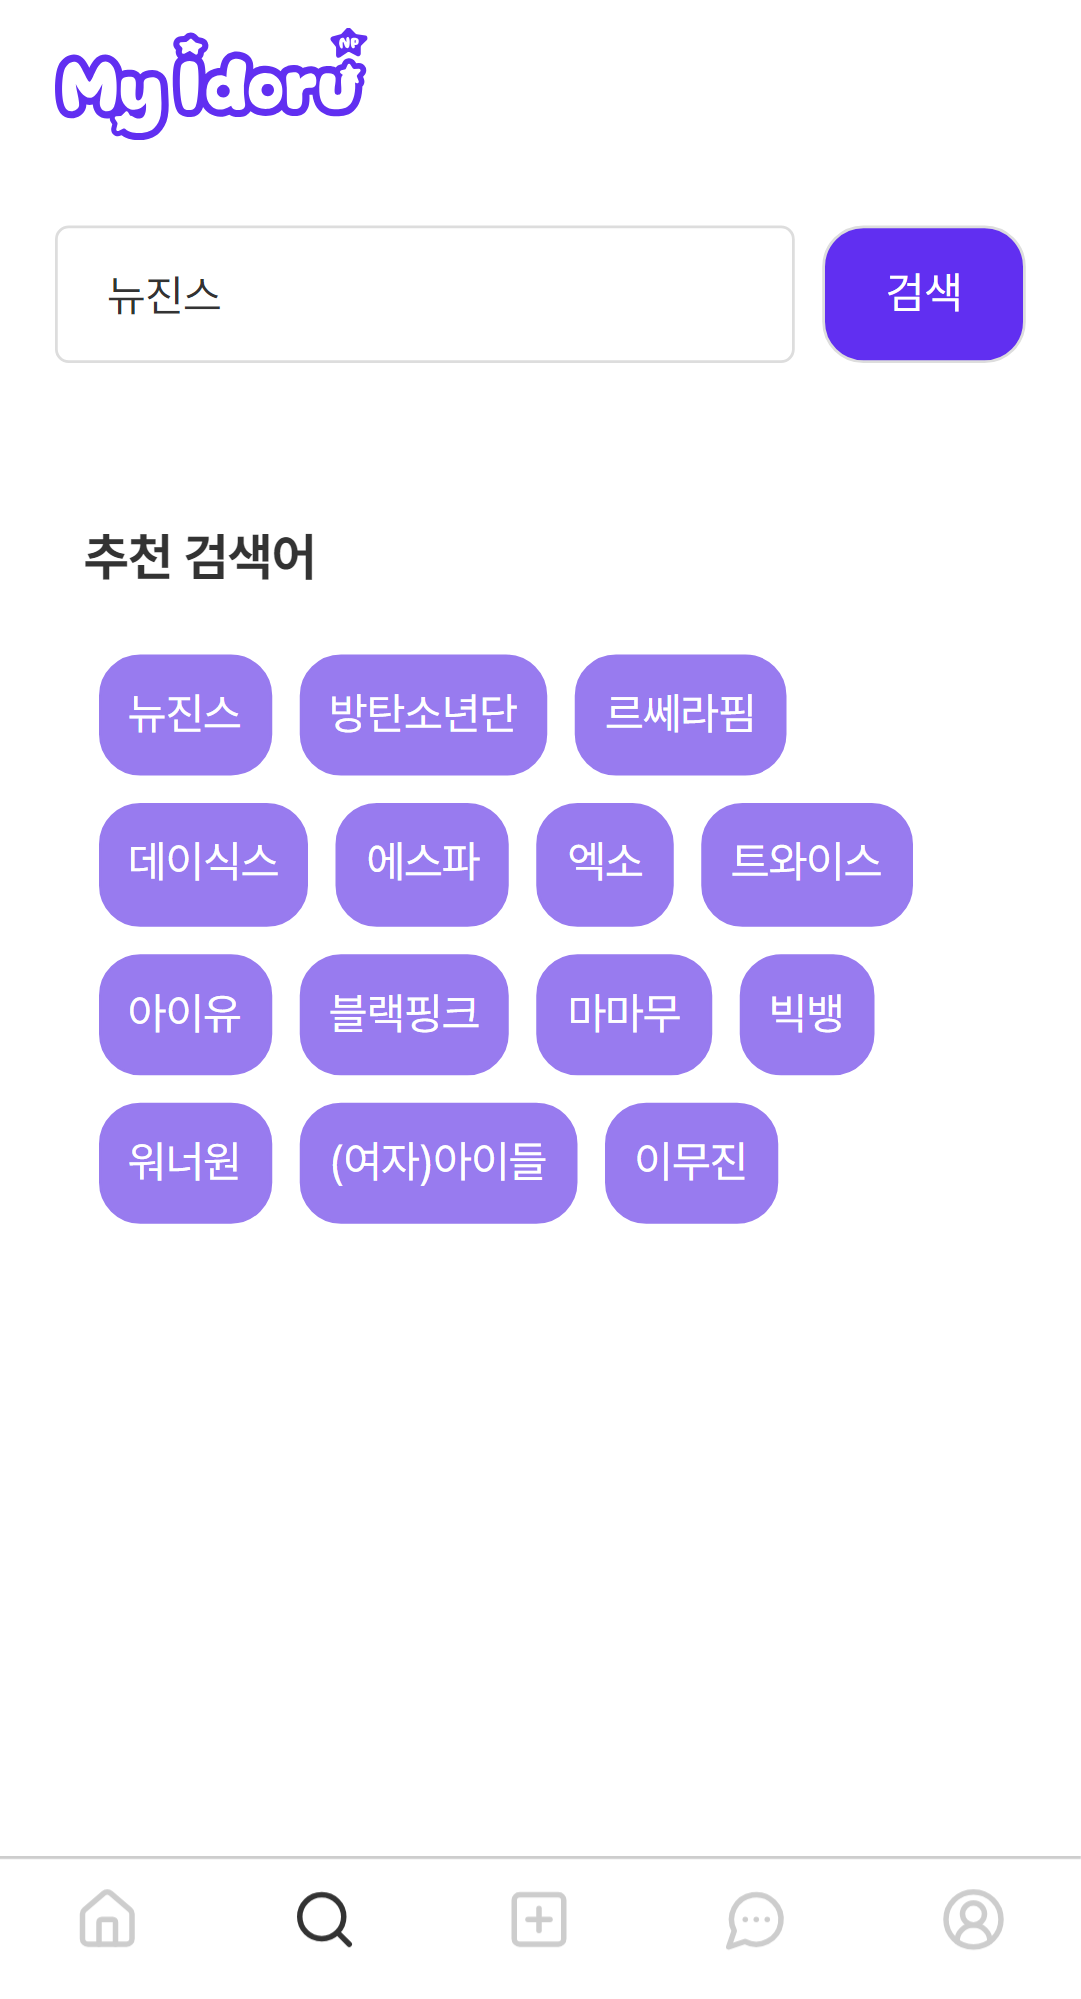 My idoru NP
뉴진스 검색
추천 검색어
뉴진스 방탄소년단 르쎄라핌
데이식스 에스파 엑소 트와이스
아이유 블랙핑크 마마무 빅뱅
워너원 (여자)아이들 이무진